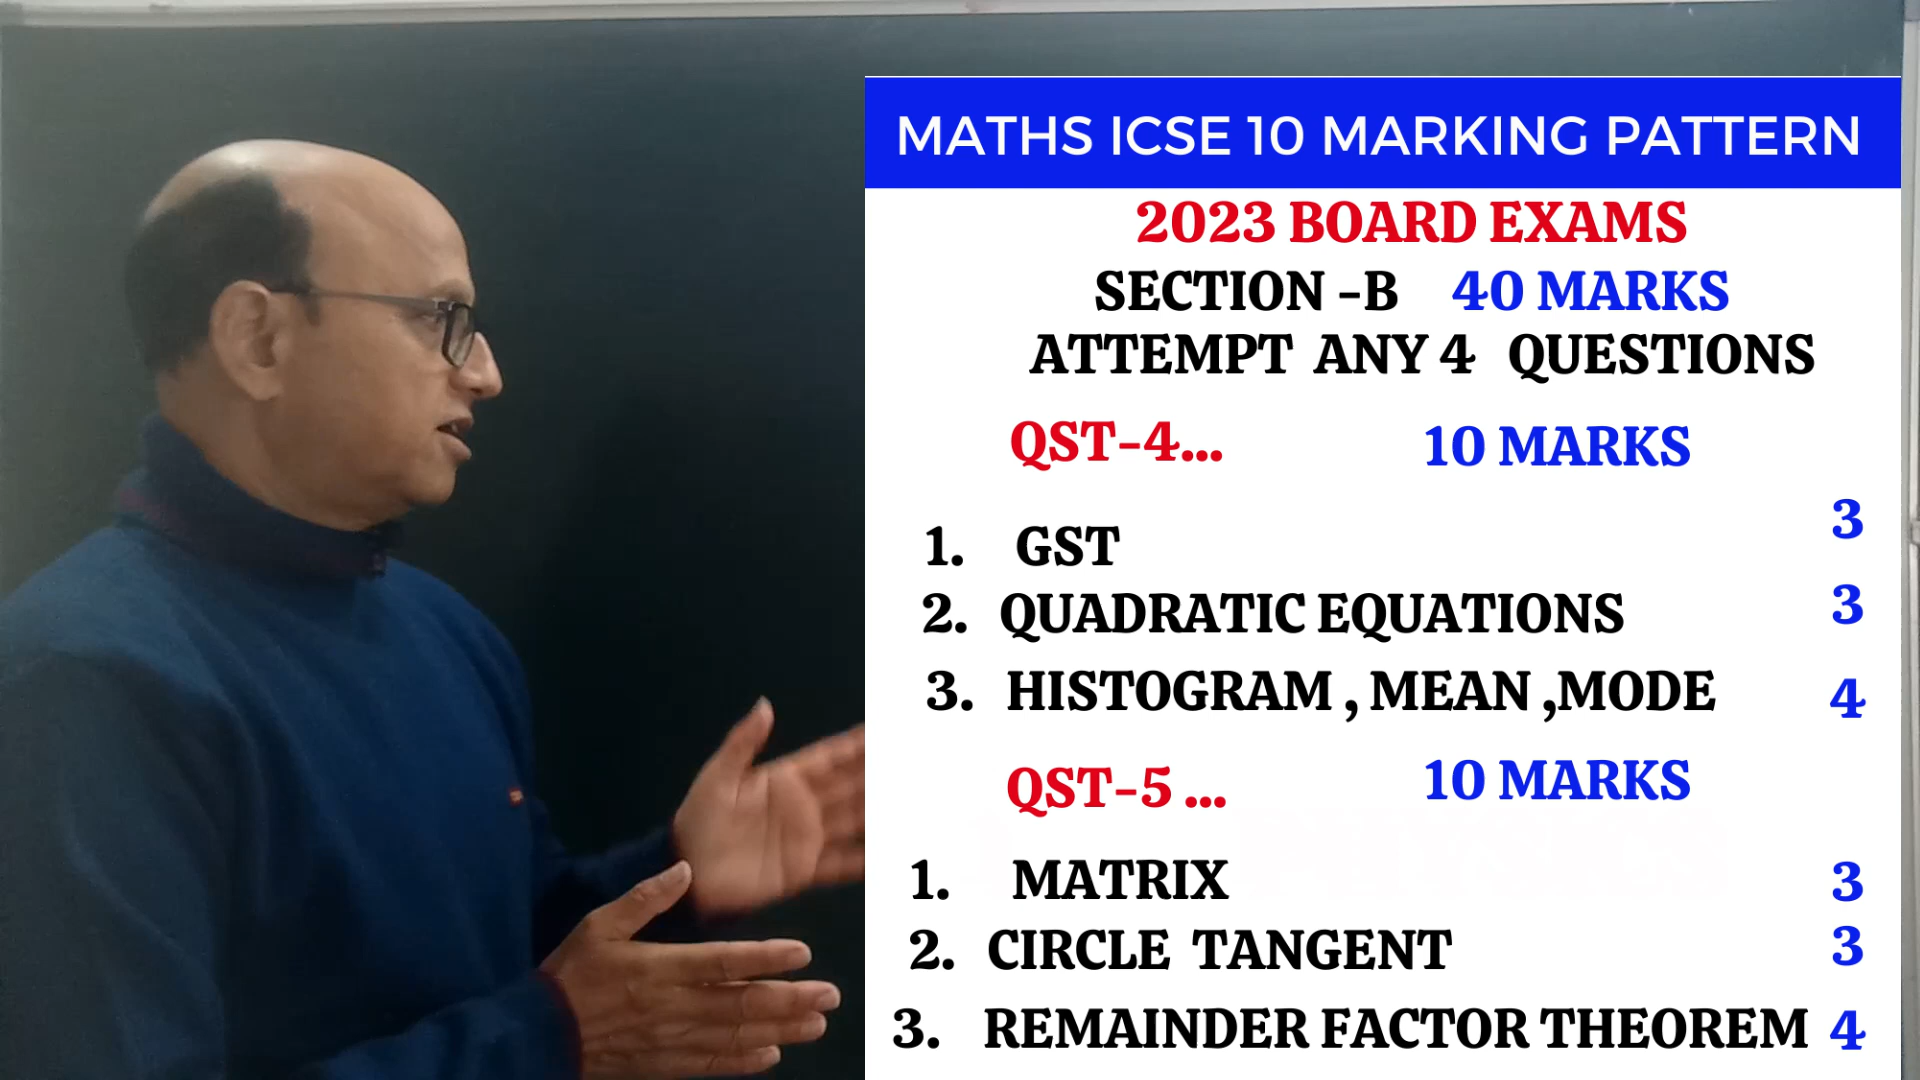 MATHS ICSE 10 MARKING PATTERN
2023 BOARD EXAMS
SECTION -B 40 MARKS
ATTEMPT ANY 4 QUESTIONS
QST-4... 10 MARKS
1. GST 3
2. QUADRATIC EQUATIONS 3
3. HISTOGRAM , MEAN ,MODE 4
QST-5 ... 10 MARKS
1. MATRIX 3
2. CIRCLE TANGENT 3
3. REMAINDER FACTOR THEOREM 4